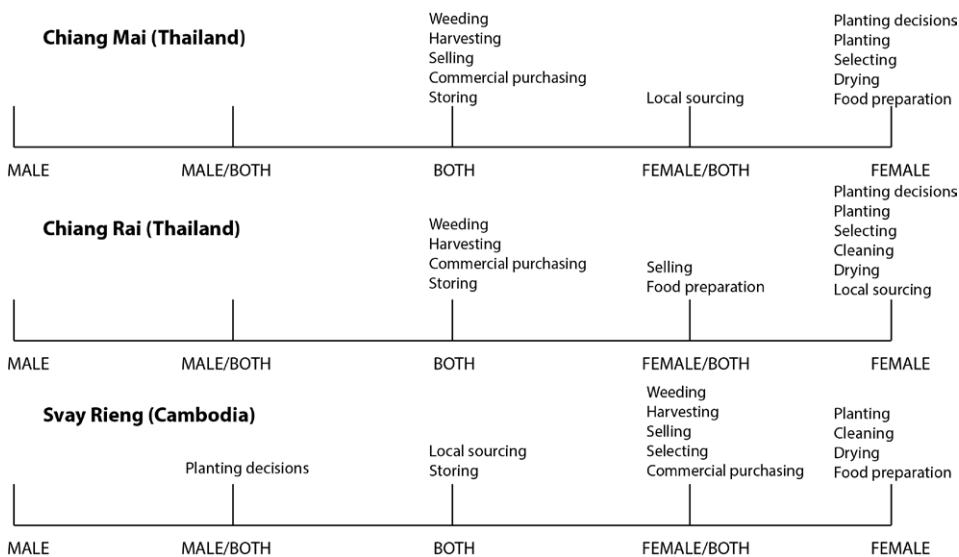 Chiang Mai (Thailand)
Weeding
Harvesting
Selling
Commercial purchasing
Storing
Local sourcing
Planting decisions
Planting
Selecting
Drying
Food preparation
MALE
MALE/BOTH
BOTH
FEMALE/BOTH
FEMALE
Chiang Rai (Thailand)
Weeding
Harvesting
Commercial purchasing
Storing
Selling
Food preparation
Planting decisions
Planting
Selecting
Cleaning
Drying
Local sourcing
MALE
MALE/BOTH
BOTH
FEMALE/BOTH
FEMALE
Svay Rieng (Cambodia)
Planting decisions
Local sourcing
Storing
Weeding
Harvesting
Selling
Selecting
Commercial purchasing
Planting
Cleaning
Drying
Food preparation
MALE
MALE/BOTH
BOTH
FEMALE/BOTH
FEMALE